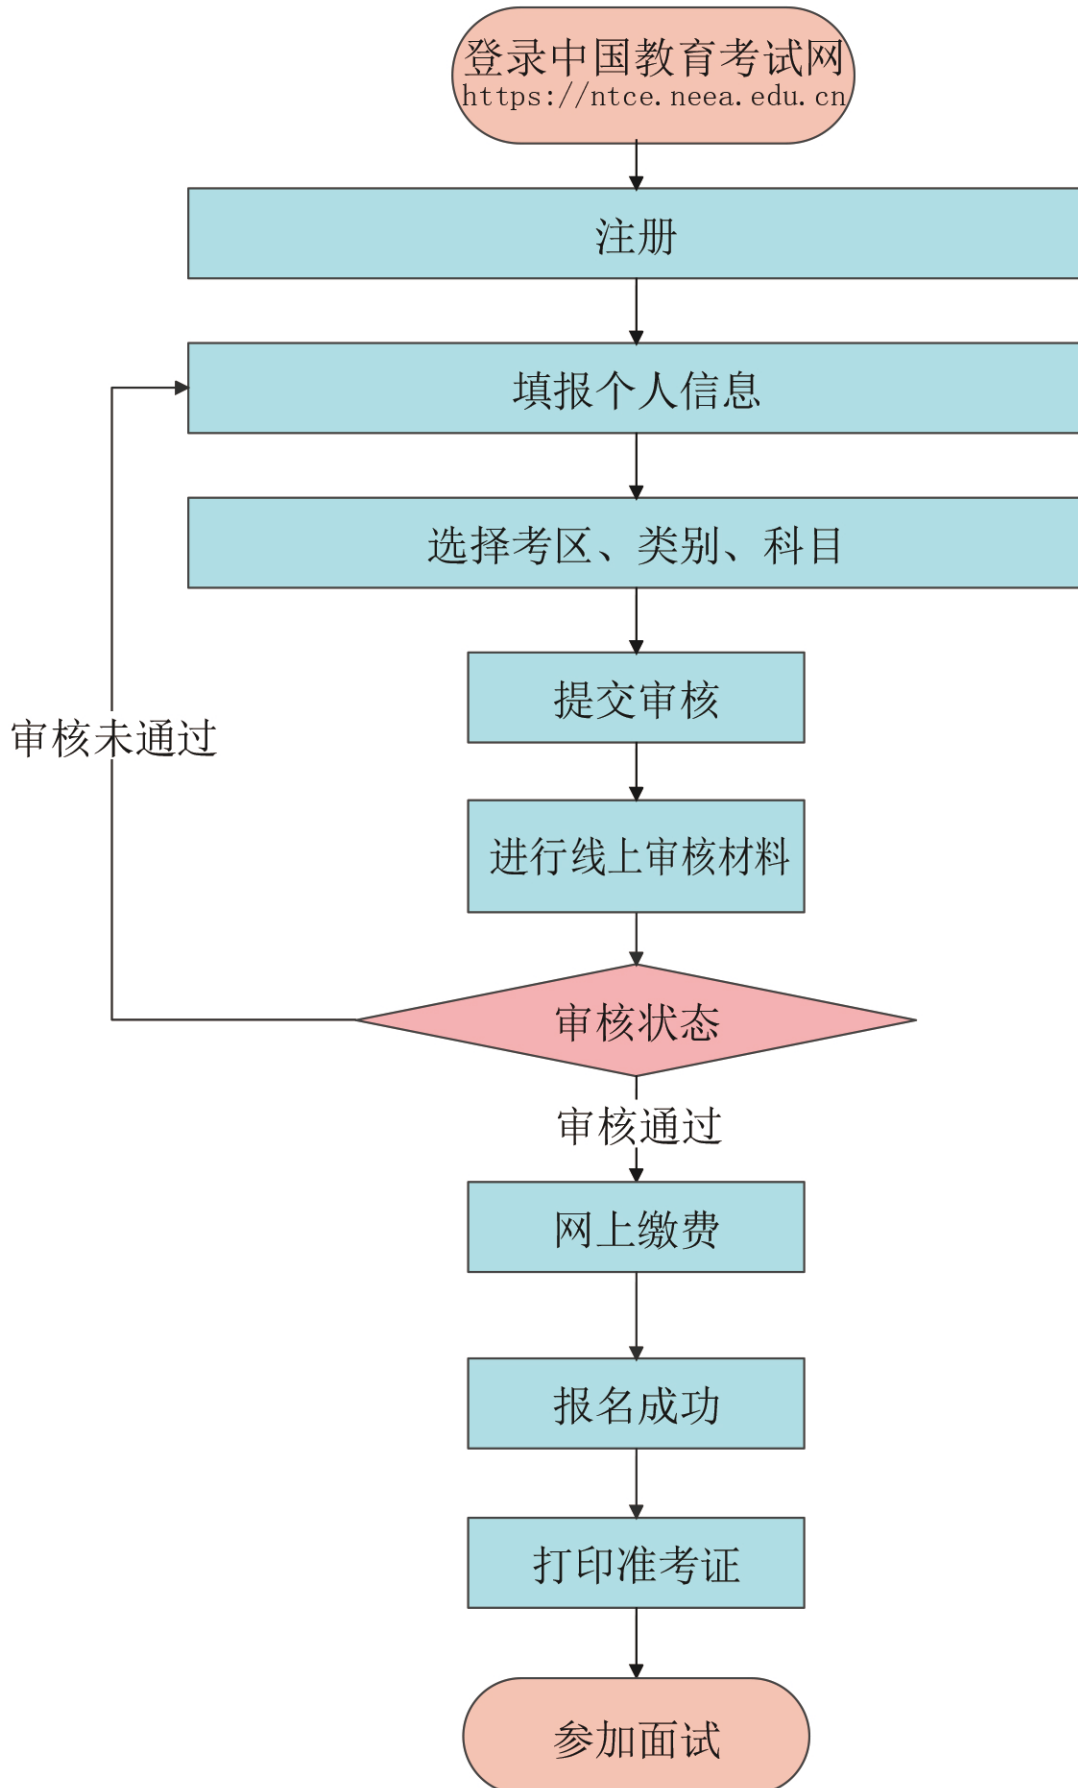 登录中国教育考试网
https://ntce.neea.edu.cn
注册
填报个人信息
选择考区、类别、科目
提交审核
审核未通过
进行线上审核材料
审核状态
审核通过
网上缴费
报名成功
打印准考证
参加面试